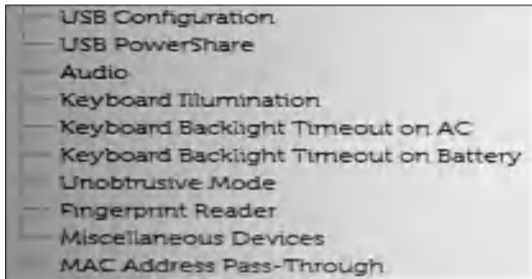 USB Configuration
USB PowerShare
Audio
Keyboard Illumination
Keyboard Backlight Timeout on AC
Keyboard Backlight Timeout on Battery
Unobtrusive Mode
Fingerprint Reader
Miscellaneous Devices
MAC Address Pass-Through